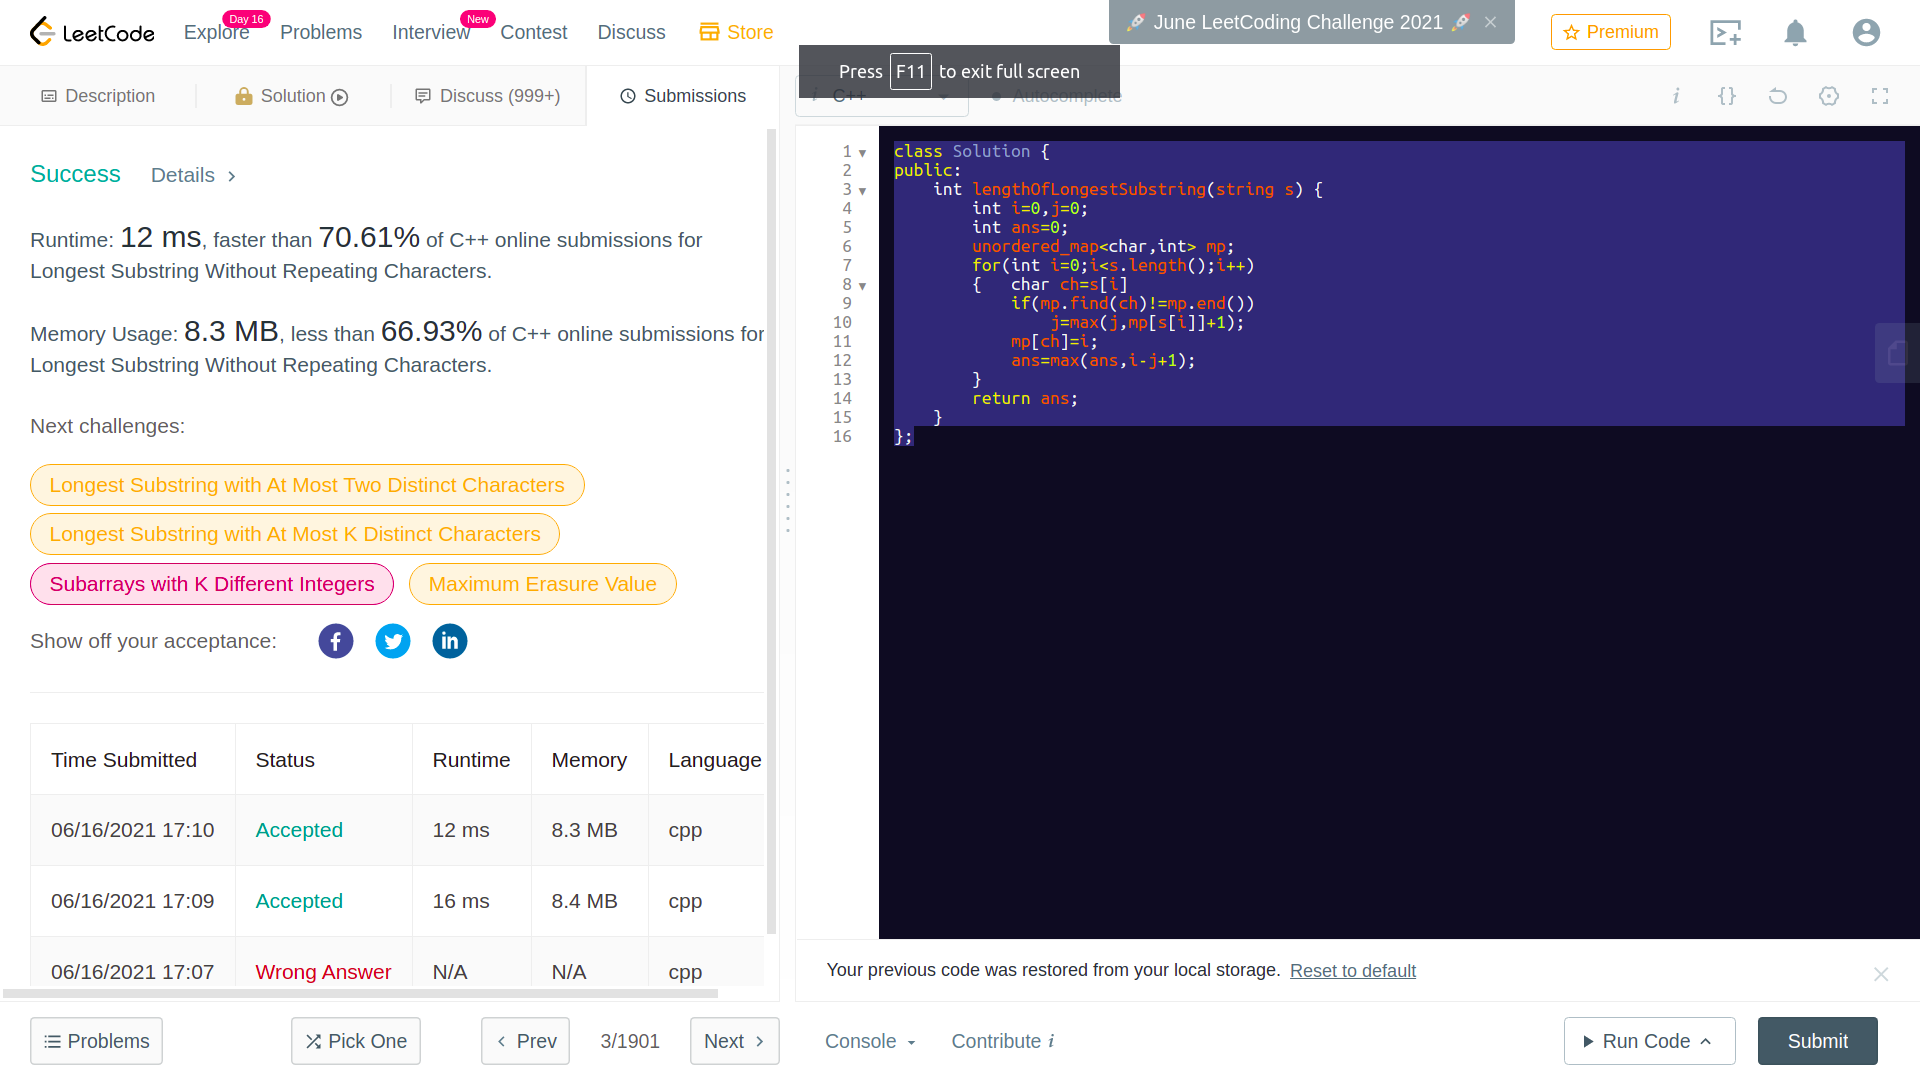 LeetCode Explore Day 16 Problems Interview New Contest Discuss Store
🚀 June LeetCoding Challenge 2021 🚀
Premium
Press F11 to exit full screen
Description Solution Discuss (999+) Submissions
i C++ Autocomplete i {}
Success Details >
Runtime: 12 ms, faster than 70.61% of C++ online submissions for
Longest Substring Without Repeating Characters.
Memory Usage: 8.3 MB, less than 66.93% of C++ online submissions for
Longest Substring Without Repeating Characters.
Next challenges:
Longest Substring with At Most Two Distinct Characters
Longest Substring with At Most K Distinct Characters
Subarrays with K Different Integers Maximum Erasure Value
Show off your acceptance:
Time Submitted Status Runtime Memory Language
06/16/2021 17:10 Accepted 12 ms 8.3 MB cpp
06/16/2021 17:09 Accepted 16 ms 8.4 MB cpp
06/16/2021 17:07 Wrong Answer N/A N/A cpp
1 class Solution {
2 public:
3     int lengthOfLongestSubstring(string s) {
4         int i=0,j=0;
5         int ans=0;
6         unordered_map<char,int> mp;
7         for(int i=0;i<s.length();i++)
8         {   char ch=s[i]
9             if(mp.find(ch)!=mp.end())
10                 j=max(j,mp[s[i]]+1);
11             mp[ch]=i;
12             ans=max(ans,i-j+1);
13         }
14         return ans;
15     }
16 };
Your previous code was restored from your local storage. Reset to default
Problems Pick One < Prev 3/1901 Next > Console Contribute i Run Code Submit